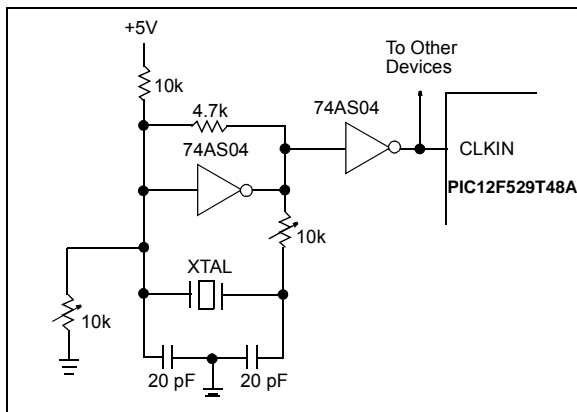 +5V
To Other
Devices
10k
4.7k
74AS04
74AS04
CLKIN
PIC12F529T48A
10k
XTAL
10k
20 pF
20 pF